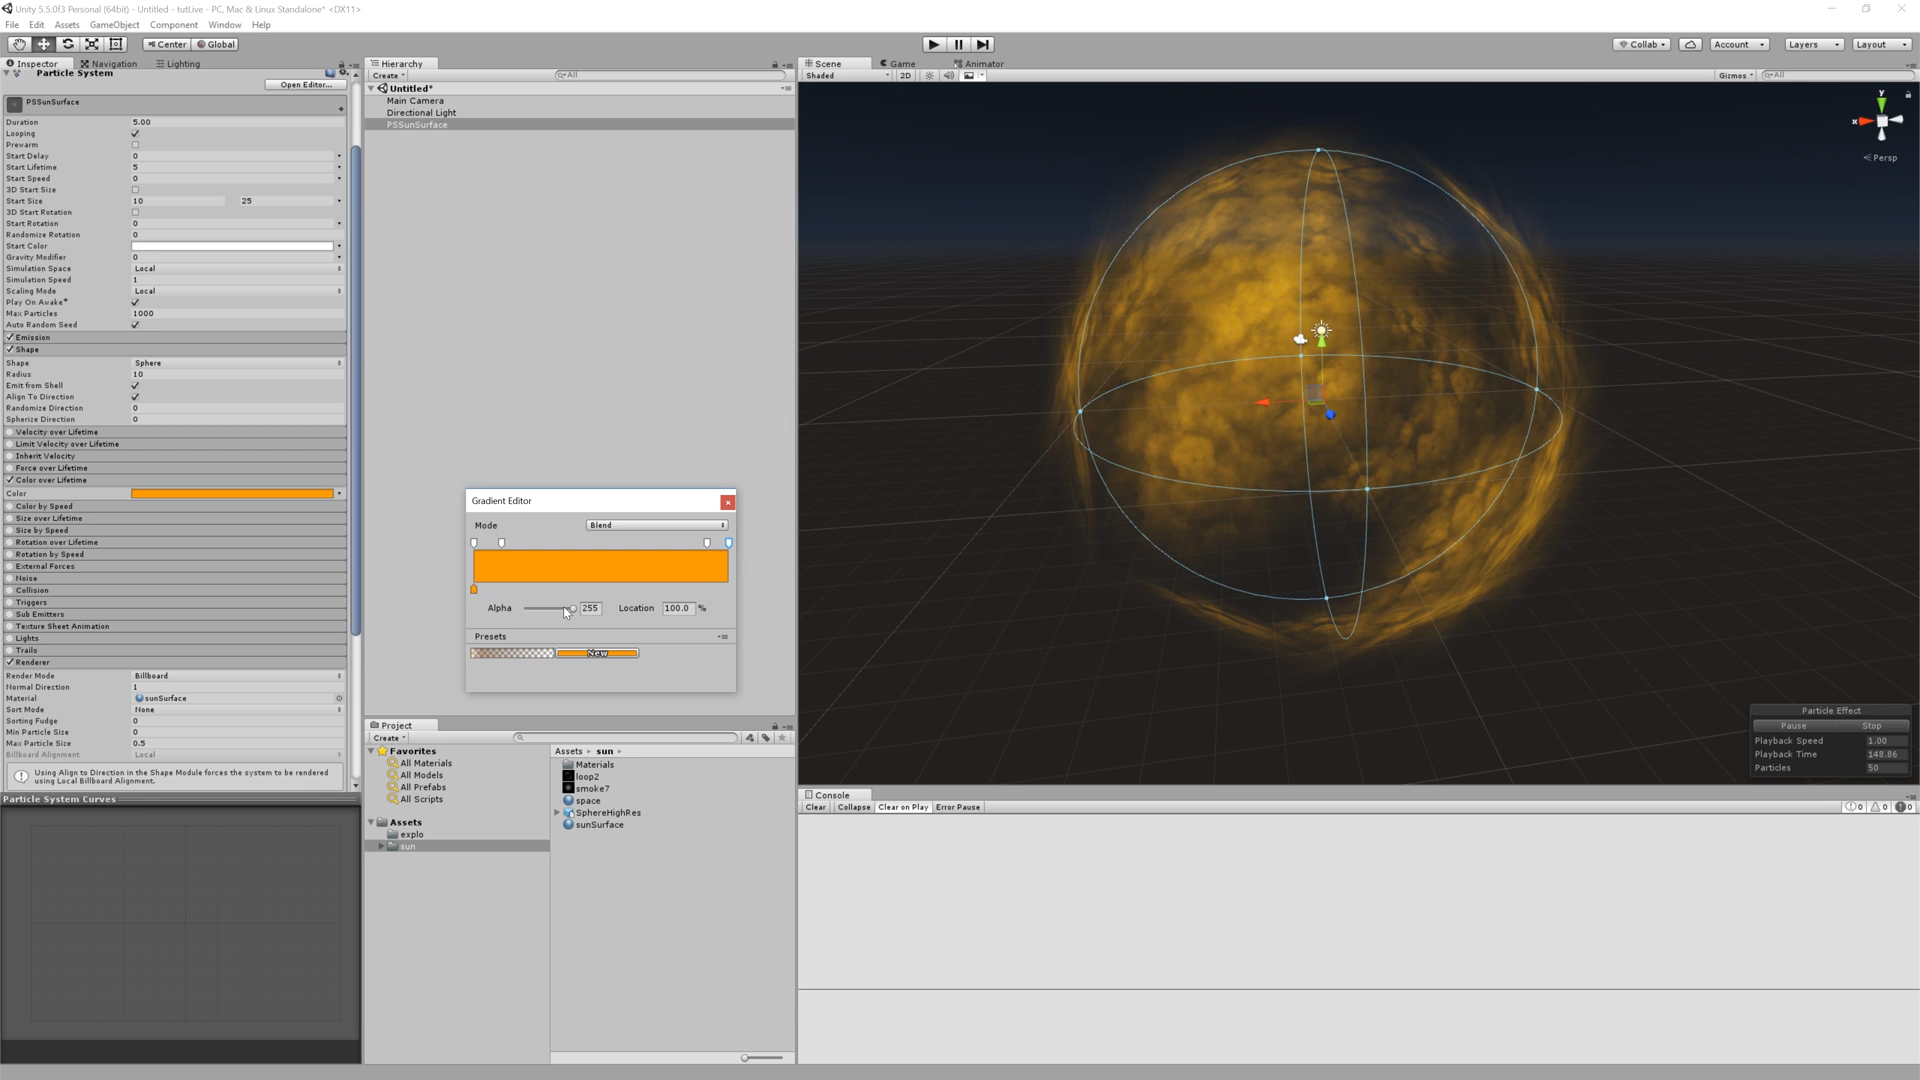 Unity 5.5.0f3 Personal (64bit) - Untitled - tutLive - PC, Mac & Linux Standalone* <DX11>
File Edit Assets GameObject Component Window Help
Center Global
Collab Account Layers Layout
Inspector Navigation Lighting
Particle System
Open Editor...
PSSunSurface
Duration 5.00
Looping
Prewarm
Start Delay 0
Start Lifetime 5
Start Speed 0
3D Start Size
Start Size 10 25
3D Start Rotation
Start Rotation 0
Randomize Rotation 0
Start Color
Gravity Modifier 0
Simulation Space Local
Simulation Speed 1
Scaling Mode Local
Play On Awake*
Max Particles 1000
Auto Random Seed
Emission
Shape
Shape Sphere
Radius 10
Emit from Shell
Align To Direction
Randomize Direction 0
Spherize Direction 0
Velocity over Lifetime
Limit Velocity over Lifetime
Inherit Velocity
Force over Lifetime
Color over Lifetime
Color
Color by Speed
Size over Lifetime
Size by Speed
Rotation over Lifetime
Rotation by Speed
External Forces
Noise
Collision
Triggers
Sub Emitters
Texture Sheet Animation
Lights
Trails
Renderer
Render Mode Billboard
Normal Direction 1
Material sunSurface
Sort Mode None
Sorting Fudge 0
Min Particle Size 0
Max Particle Size 0.5
Billboard Alignment Local
Using Align to Direction in the Shape Module forces the system to be rendered
using Local Billboard Alignment.
Particle System Curves
Hierarchy
Create All
Untitled*
Main Camera
Directional Light
PSSunSurface
Gradient Editor
Mode Blend
Alpha 255 Location 100.0 %
Presets
New
Project
Create
Favorites
All Materials
All Models
All Prefabs
All Scripts
Assets
explo
sun
Assets sun
Materials
loop2
smoke7
space
SphereHighRes
sunSurface
Scene Game Animator
Shaded 2D Gizmos All
y
x
Persp
Particle Effect
Pause Stop
Playback Speed 1.00
Playback Time 148.86
Particles 50
Console
Clear Collapse Clear on Play Error Pause 0 0 0